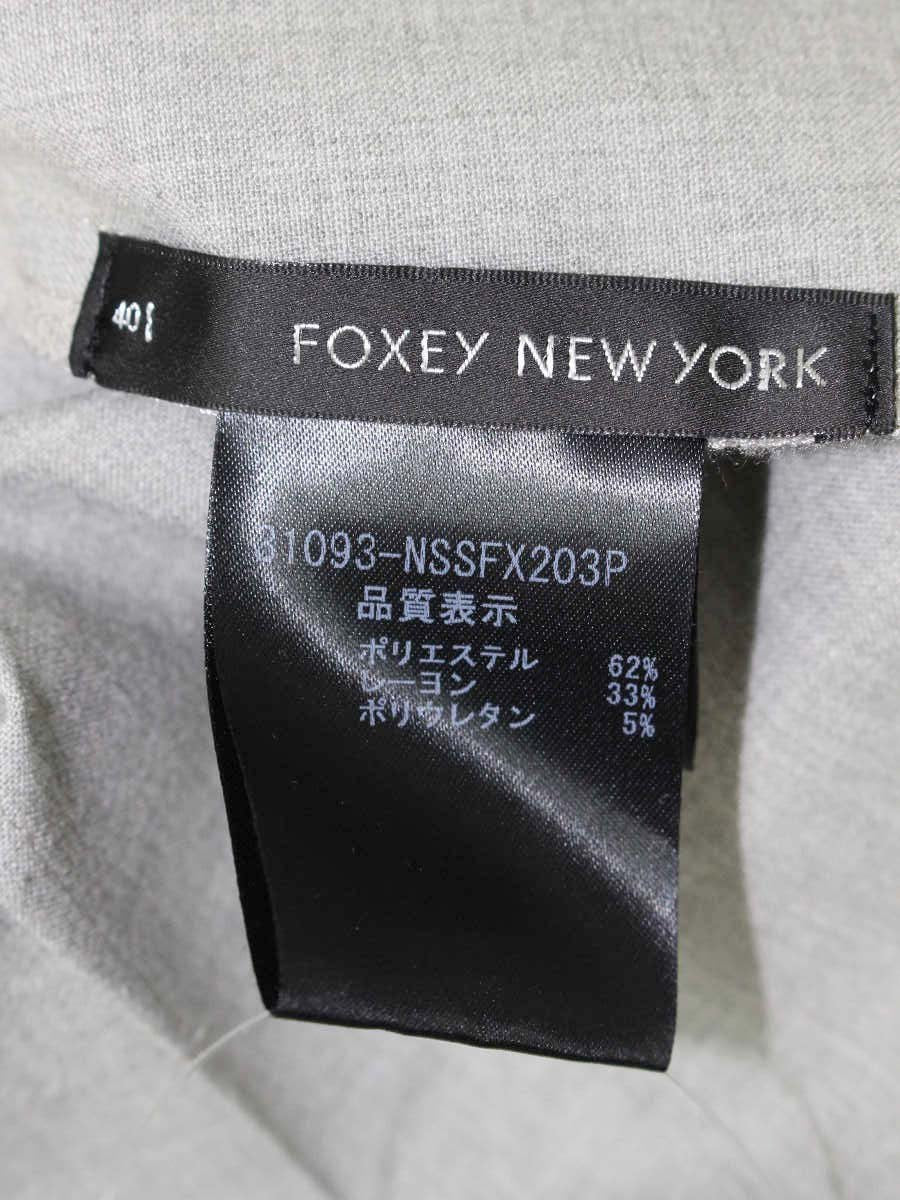 40
FOXEY NEW YORK
31093-NSSFX203P
品質表示
ポリエステル 62%
レーヨン 33%
ポリウレタン 5%